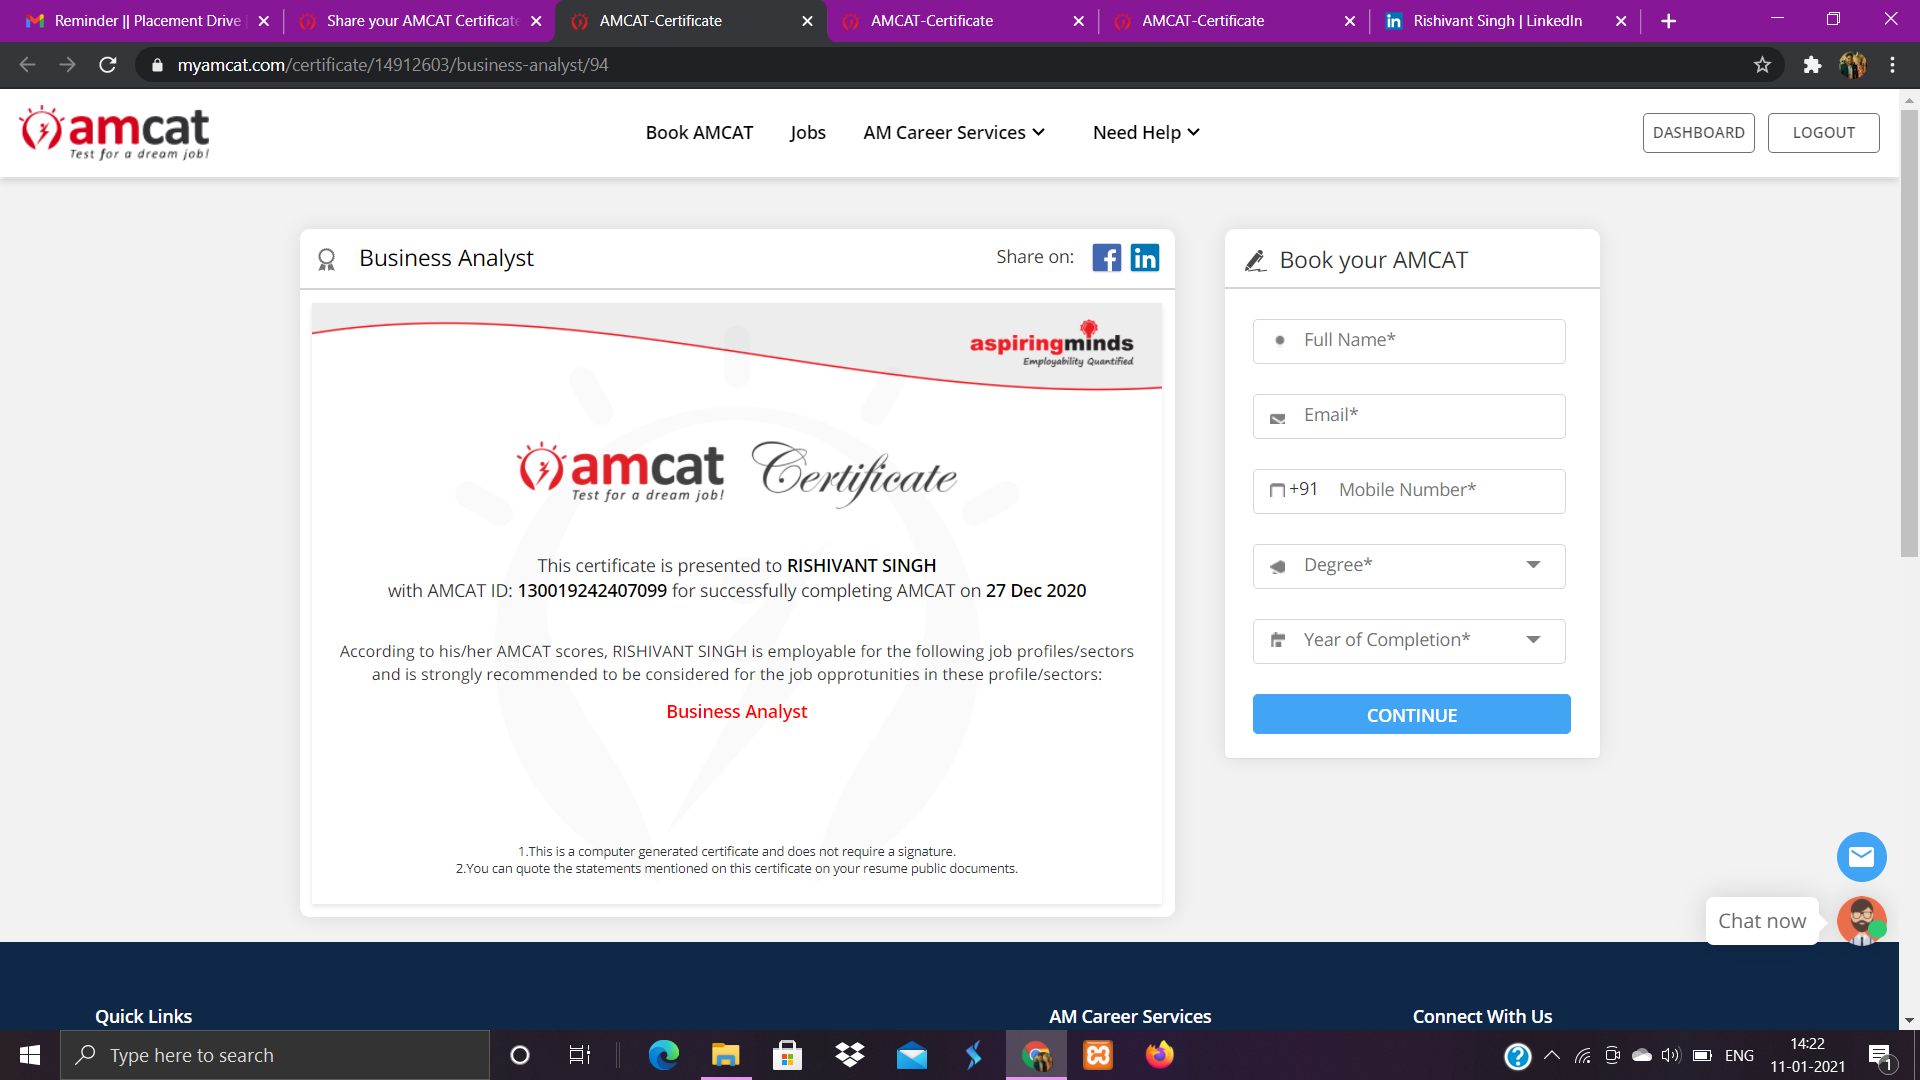 Reminder || Placement Drive
Share your AMCAT Certificate
AMCAT-Certificate
AMCAT-Certificate
AMCAT-Certificate
Rishivant Singh | LinkedIn
myamcat.com/certificate/14912603/business-analyst/94
amcat
Test for a dream job!
Book AMCAT
Jobs
AM Career Services
Need Help
DASHBOARD
LOGOUT
Business Analyst
Share on:
aspiringminds
Employability Quantified
amcat
Test for a dream job!
Certificate
This certificate is presented to RISHIVANT SINGH
with AMCAT ID: 130019242407099 for successfully completing AMCAT on 27 Dec 2020
According to his/her AMCAT scores, RISHIVANT SINGH is employable for the following job profiles/sectors
and is strongly recommended to be considered for the job opprotunities in these profile/sectors:
Business Analyst
1.This is a computer generated certificate and does not require a signature.
2.You can quote the statements mentioned on this certificate on your resume public documents.
Book your AMCAT
Full Name*
Email*
+91 Mobile Number*
Degree*
Year of Completion*
CONTINUE
Chat now
Quick Links
AM Career Services
Connect With Us
Type here to search
ENG
14:22
11-01-2021
1